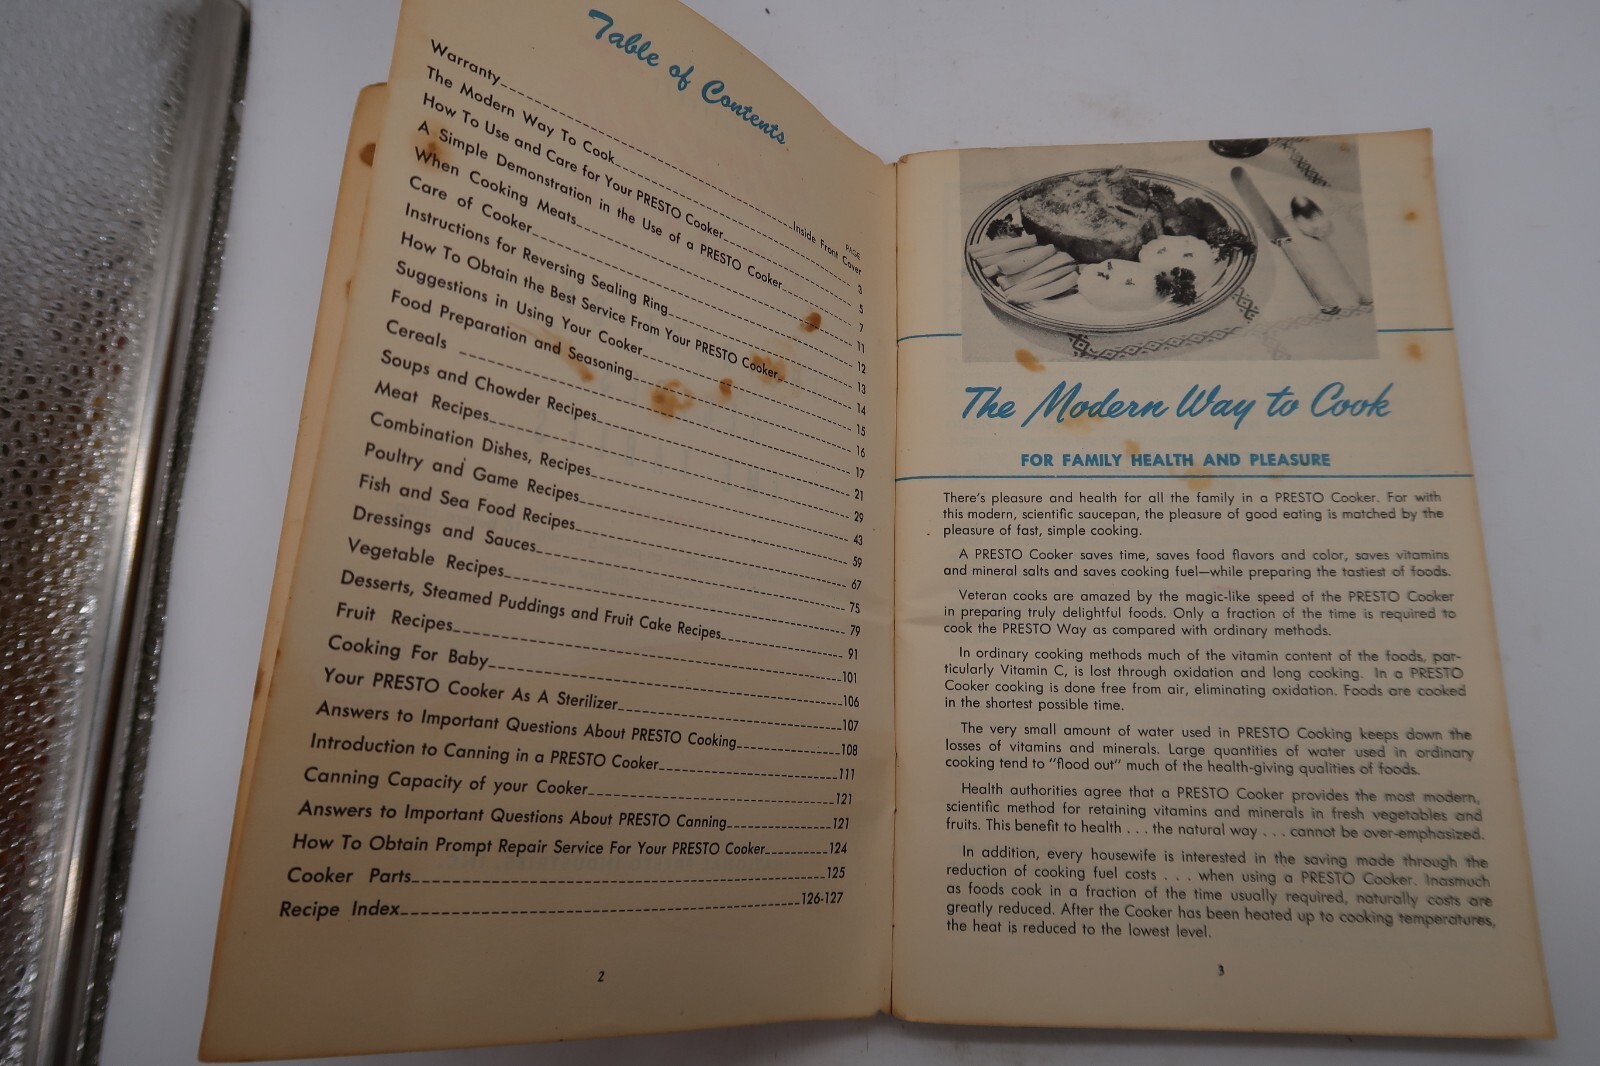 Table of Contents
PAGE
Warranty Inside Front Cover
The Modern Way To Cook 3
How To Use and Care for Your PRESTO Cooker 5
A Simple Demonstration in the Use of a PRESTO Cooker 7
When Cooking Meats 11
Care of Cooker 12
Instructions for Reversing Sealing Ring 13
How To Obtain the Best Service From Your PRESTO Cooker 14
Suggestions in Using Your Cooker 15
Food Preparation and Seasoning 16
Cereals 17
Soups and Chowder Recipes 21
Meat Recipes 29
Combination Dishes, Recipes 43
Poultry and Game Recipes 59
Fish and Sea Food Recipes 67
Dressings and Sauces 75
Vegetable Recipes 79
Desserts, Steamed Puddings and Fruit Cake Recipes 91
Fruit Recipes 101
Cooking For Baby 106
Your PRESTO Cooker As A Sterilizer 107
Answers to Important Questions About PRESTO Cooking 108
Introduction to Canning in a PRESTO Cooker 111
Canning Capacity of your Cooker 121
Answers to Important Questions About PRESTO Canning 121
How To Obtain Prompt Repair Service For Your PRESTO Cooker 124
Cooker Parts 125
Recipe Index 126-127
2
The Modern Way to Cook
FOR FAMILY HEALTH AND PLEASURE
There's pleasure and health for all the family in a PRESTO Cooker. For with
this modern, scientific saucepan, the pleasure of good eating is matched by the
pleasure of fast, simple cooking.
A PRESTO Cooker saves time, saves food flavors and color, saves vitamins
and mineral salts and saves cooking fuel—while preparing the tastiest of foods.
Veteran cooks are amazed by the magic-like speed of the PRESTO Cooker
in preparing truly delightful foods. Only a fraction of the time is required to
cook the PRESTO Way as compared with ordinary methods.
In ordinary cooking methods much of the vitamin content of the foods, par-
ticularly Vitamin C, is lost through oxidation and long cooking. In a PRESTO
Cooker cooking is done free from air, eliminating oxidation. Foods are cooked
in the shortest possible time.
The very small amount of water used in PRESTO Cooking keeps down the
losses of vitamins and minerals. Large quantities of water used in ordinary
cooking tend to "flood out" much of the health-giving qualities of foods.
Health authorities agree that a PRESTO Cooker provides the most modern,
scientific method for retaining vitamins and minerals in fresh vegetables and
fruits. This benefit to health . . . the natural way . . . cannot be over-emphasized.
In addition, every housewife is interested in the saving made through the
reduction of cooking fuel costs . . . when using a PRESTO Cooker. Inasmuch
as foods cook in a fraction of the time usually required, naturally costs are
greatly reduced. After the Cooker has been heated up to cooking temperatures,
the heat is reduced to the lowest level.
3